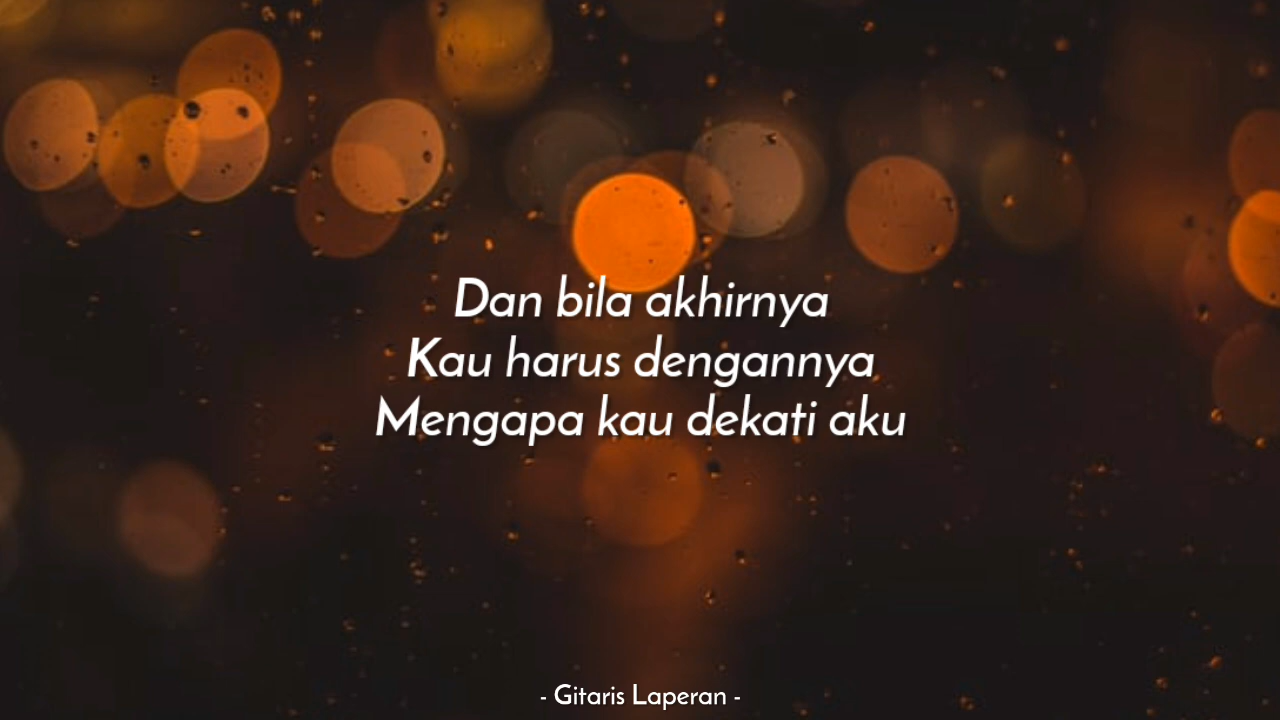 Dan bila akhirnya
Kau harus dengannya
Mengapa kau dekati aku
- Gitaris Laperan -